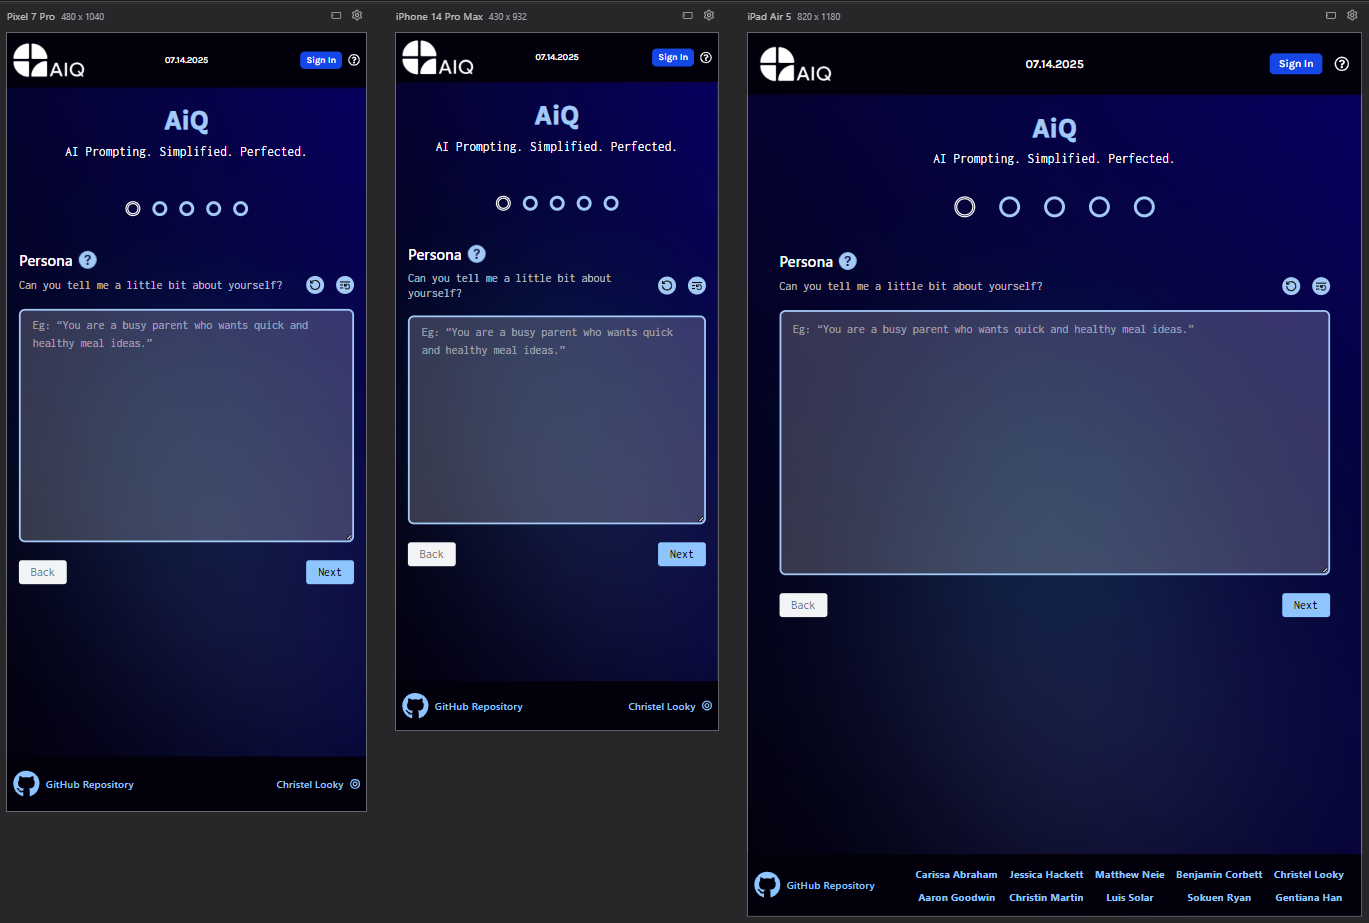 Pixel 7 Pro 480 x 1040
AIQ
07.14.2025
Sign In
?
AiQ
AI Prompting. Simplified. Perfected.
Persona ?
Can you tell me a little bit about yourself?
Eg: “You are a busy parent who wants quick and
healthy meal ideas.”
Back
Next
GitHub Repository
Christel Looky
iPhone 14 Pro Max 430 x 932
AIQ
07.14.2025
Sign In
?
AiQ
AI Prompting. Simplified. Perfected.
Persona ?
Can you tell me a little bit about
yourself?
Eg: “You are a busy parent who wants quick
and healthy meal ideas.”
Back
Next
GitHub Repository
Christel Looky
iPad Air 5 820 x 1180
AIQ
07.14.2025
Sign In
?
AiQ
AI Prompting. Simplified. Perfected.
Persona ?
Can you tell me a little bit about yourself?
Eg: “You are a busy parent who wants quick and healthy meal ideas.”
Back
Next
GitHub Repository
Carissa Abraham Jessica Hackett Matthew Neie Benjamin Corbett Christel Looky
Aaron Goodwin Christin Martin Luis Solar Sokuen Ryan Gentiana Han